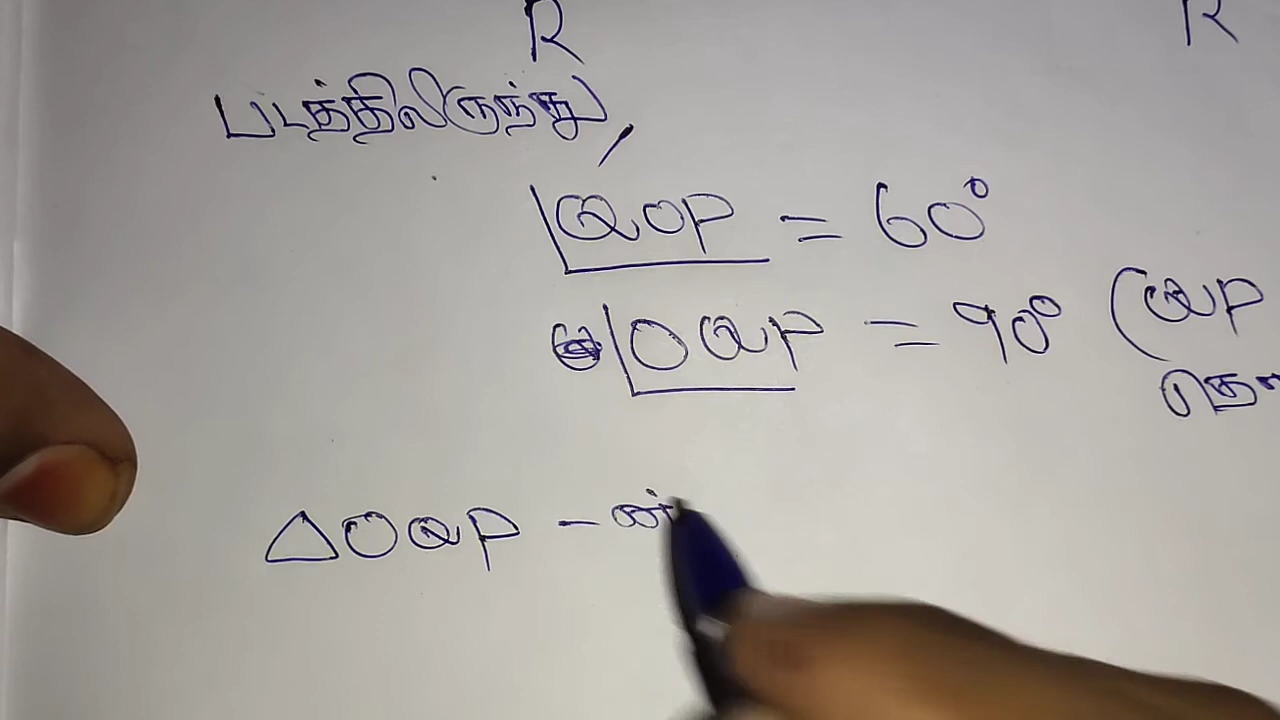 R R
படத்திலிருந்து,
∠QOP = 60°
∠OQP = 90° (QP
△OQP - ன்